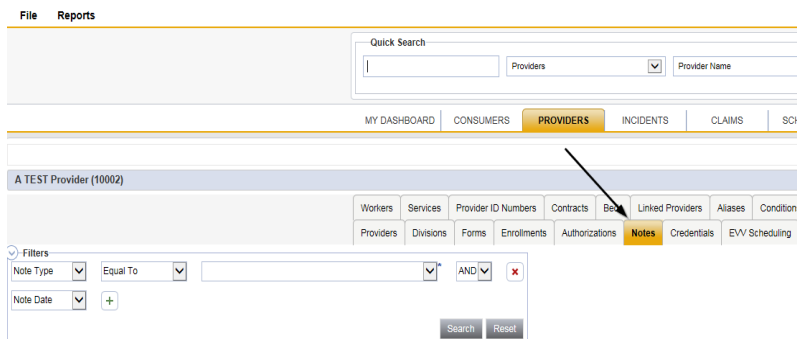 File Reports
Quick Search
Providers Provider Name
MY DASHBOARD CONSUMERS PROVIDERS INCIDENTS CLAIMS SCH
A TEST Provider (10002)
Workers Services Provider ID Numbers Contracts Linked Providers Aliases Condition
Providers Divisions Forms Enrollments Authorizations Notes Credentials EVV Scheduling
Filters
Note Type Equal To * AND
Note Date
Search Reset